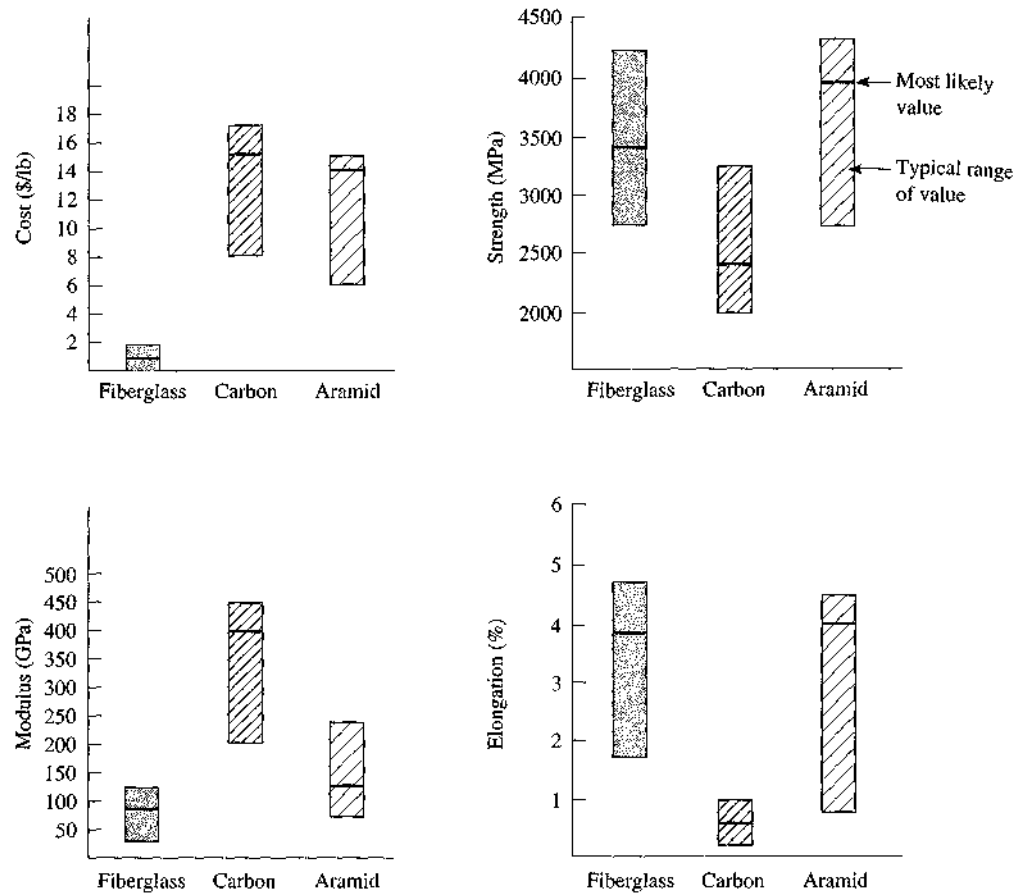 Cost ($/lb)
18
16
14
12
10
8
6
4
2
Fiberglass
Carbon
Aramid
Strength (MPa)
4500
4000
3500
3000
2500
2000
Fiberglass
Carbon
Aramid
Most likely
value
Typical range
of value
Modulus (GPa)
500
450
400
350
300
250
200
150
100
50
Fiberglass
Carbon
Aramid
Elongation (%)
6
5
4
3
2
1
Fiberglass
Carbon
Aramid